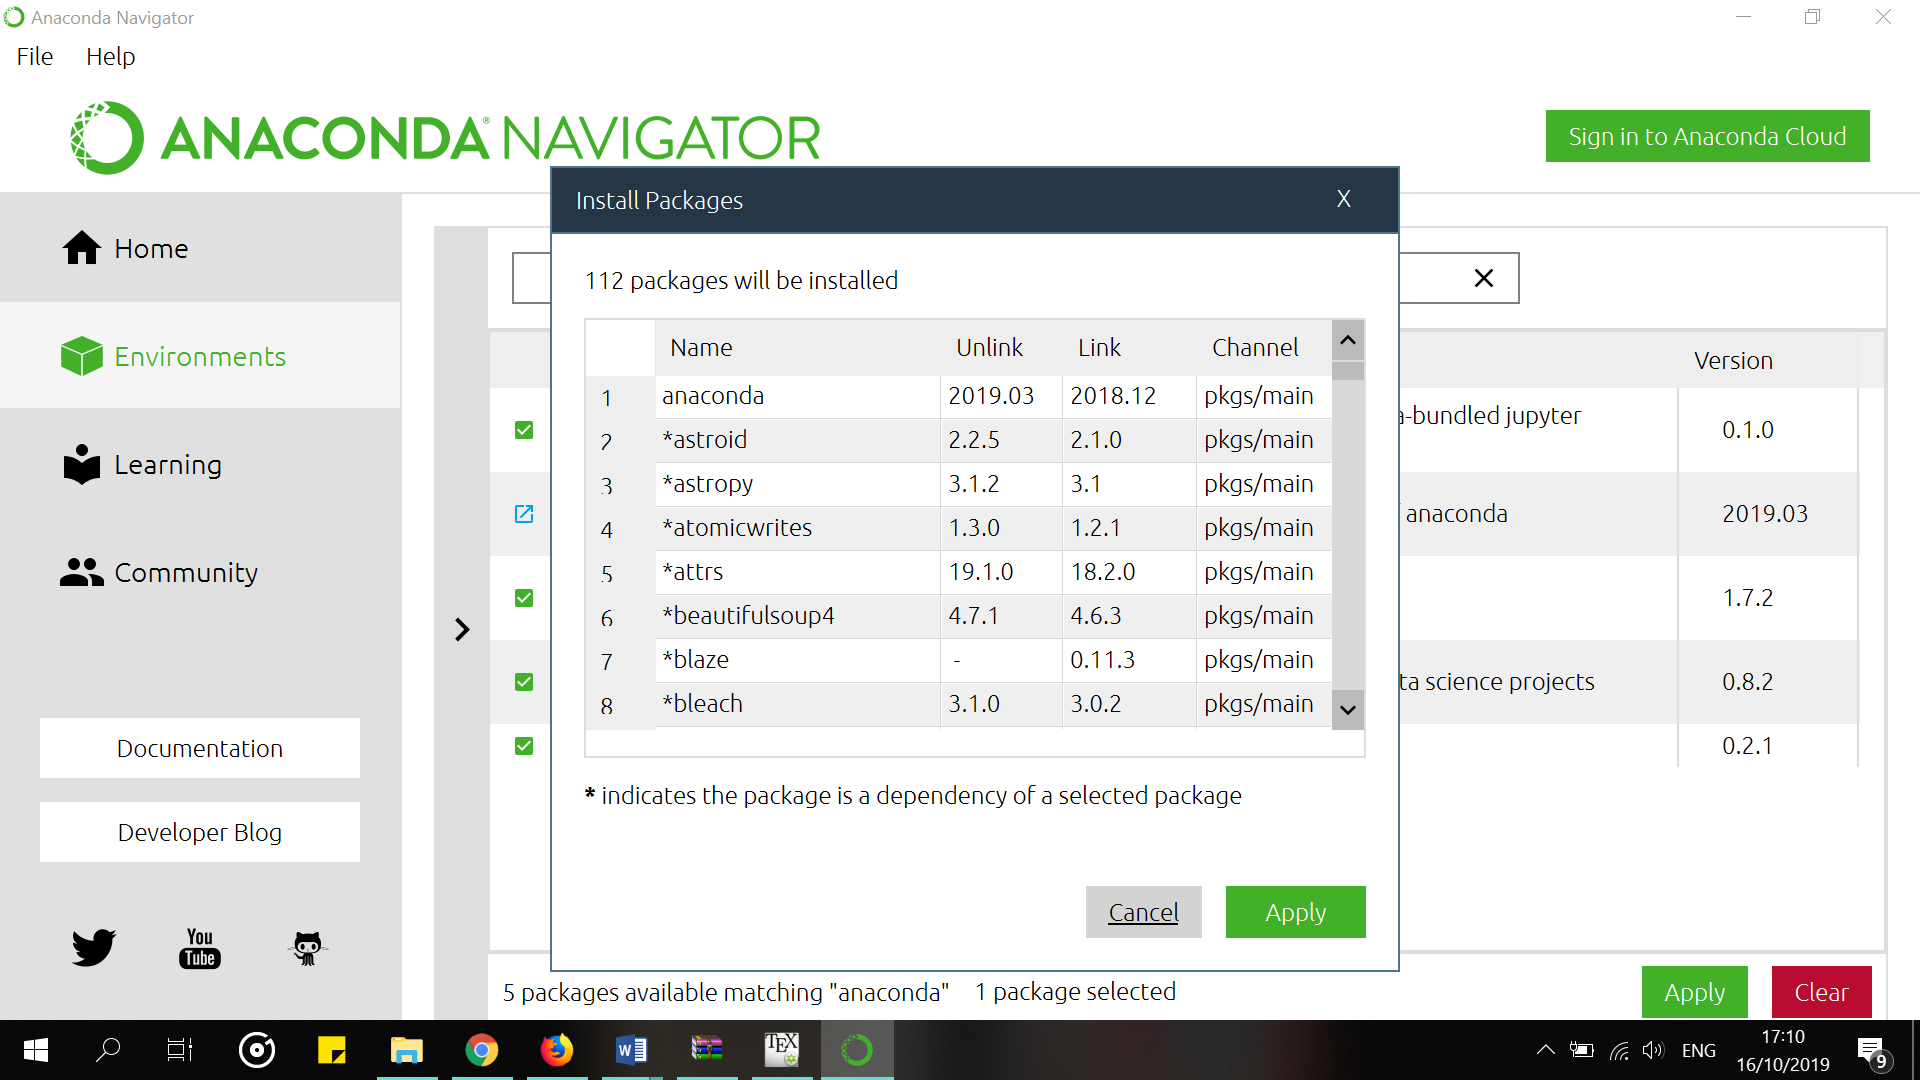 Anaconda Navigator
File Help
ANACONDA® NAVIGATOR
Sign in to Anaconda Cloud
Home
Environments
Learning
Community
Documentation
Developer Blog
You
Tube
Install Packages X
112 packages will be installed
Name Unlink Link Channel
1 anaconda 2019.03 2018.12 pkgs/main
2 *astroid 2.2.5 2.1.0 pkgs/main
3 *astropy 3.1.2 3.1 pkgs/main
4 *atomicwrites 1.3.0 1.2.1 pkgs/main
5 *attrs 19.1.0 18.2.0 pkgs/main
6 *beautifulsoup4 4.7.1 4.6.3 pkgs/main
7 *blaze - 0.11.3 pkgs/main
8 *bleach 3.1.0 3.0.2 pkgs/main
* indicates the package is a dependency of a selected package
Cancel Apply
Version
a-bundled jupyter 0.1.0
anaconda 2019.03
1.7.2
ta science projects 0.8.2
0.2.1
5 packages available matching "anaconda" 1 package selected
Apply Clear
W TEX
ENG
17:10
16/10/2019
9